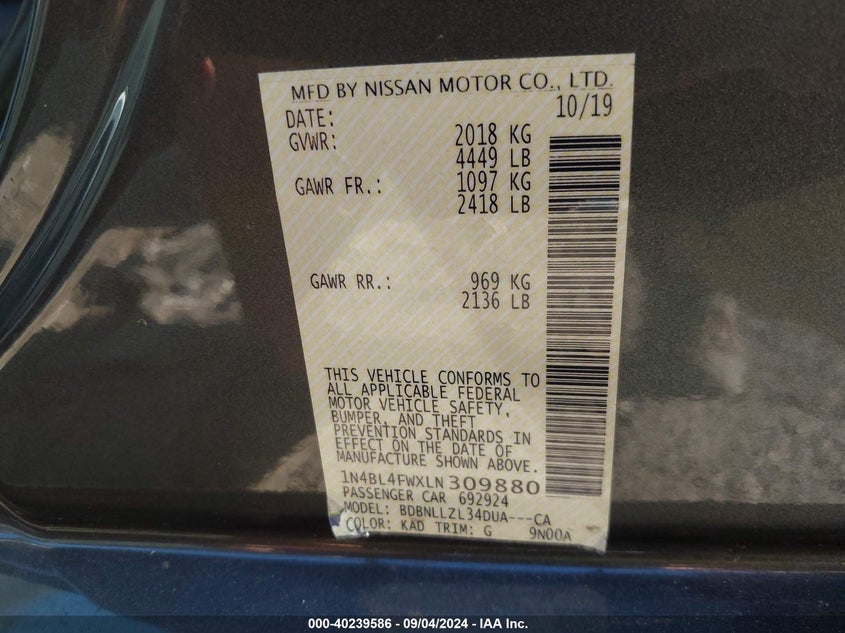 MFD BY NISSAN MOTOR CO., LTD.
DATE: 10/19
GVWR: 2018 KG
4449 LB
GAWR FR.: 1097 KG
2418 LB
GAWR RR.: 969 KG
2136 LB
THIS VEHICLE CONFORMS TO
ALL APPLICABLE FEDERAL
MOTOR VEHICLE SAFETY,
BUMPER, AND THEFT
PREVENTION STANDARDS IN
EFFECT ON THE DATE OF
MANUFACTURE SHOWN ABOVE.
1N4BL4FWXLN309880
PASSENGER CAR 692924
MODEL: BDBNLLZL34DUA---CA
COLOR: KAD TRIM: G 9N00A
000-40239586 - 09/04/2024 - IAA Inc.